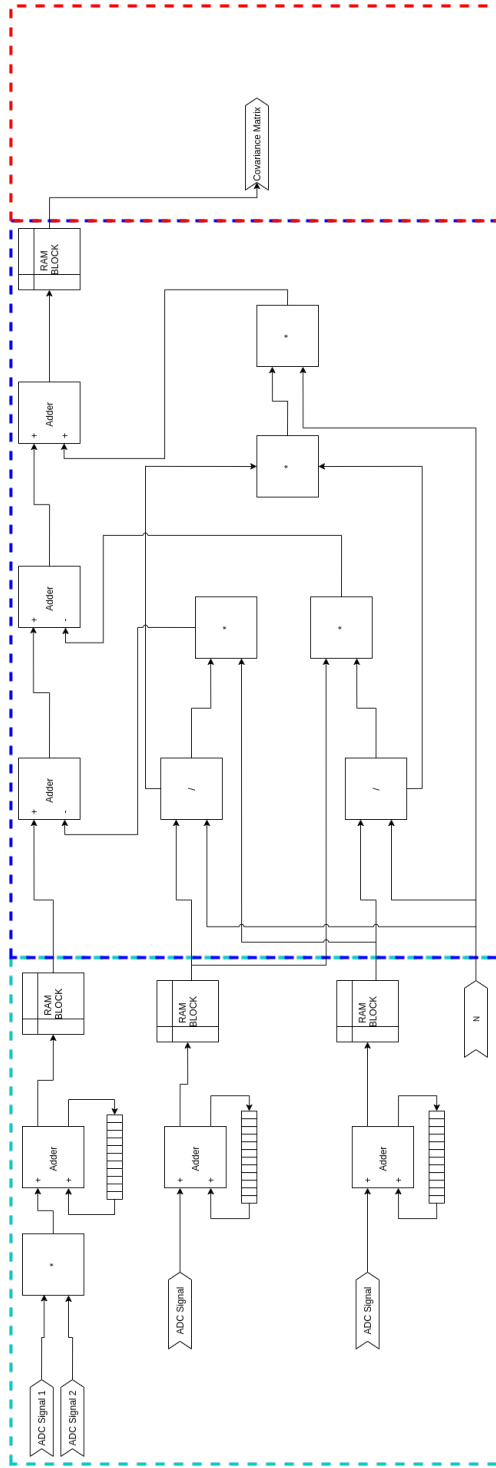 ADC Signal 1
ADC Signal 2
*
+
+
Adder
RAM
BLOCK
+
-
Adder
+
-
Adder
+
+
Adder
RAM
BLOCK
Covariance Matrix
ADC Signal
+
+
Adder
RAM
BLOCK
/
*
*
*
ADC Signal
+
+
Adder
RAM
BLOCK
/
*
N